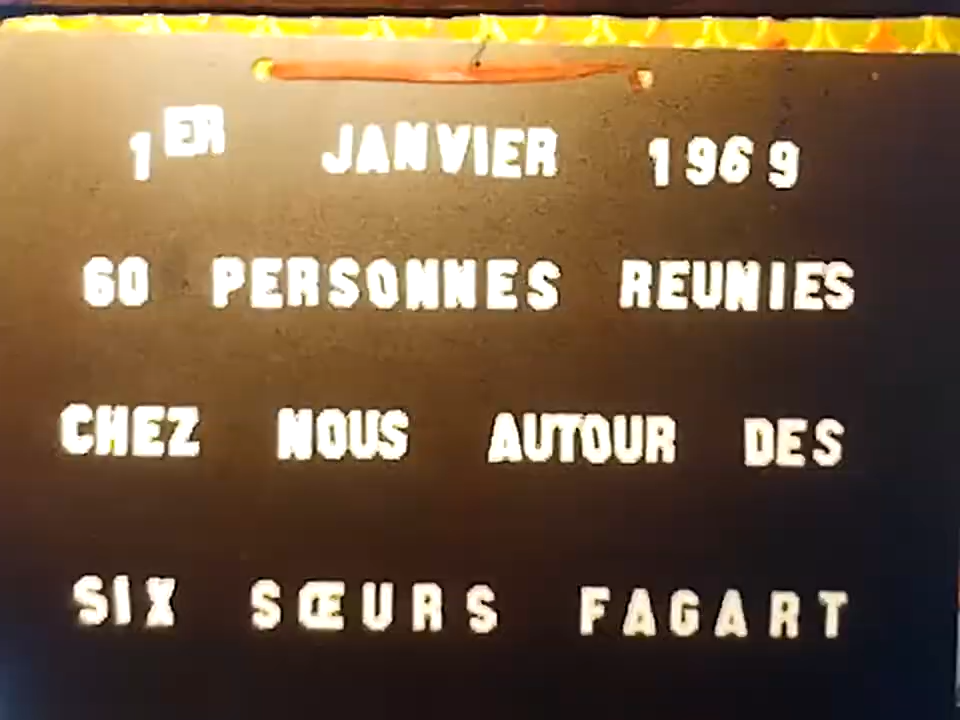 1ER JANVIER 1969
60 PERSONNES REUNIES
CHEZ NOUS AUTOUR DES
SIX SŒURS FAGART